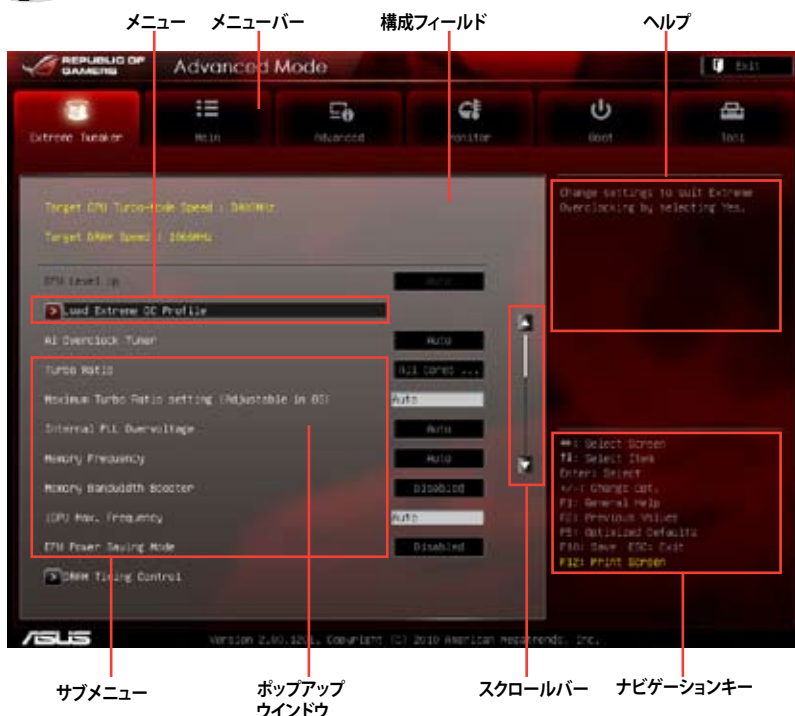 メニュー メニューバー 構成フィールド ヘルプ
REPUBLIC OF GAMERS Advanced Mode Exit
Extreme Tweaker Main Advanced Monitor Boot Tool
Target CPU Turbo-Mode Speed :
Target DRAM Speed : 1066MHz
CPU Level Up Auto
> Load Extreme OC Profile
Ai Overclock Tuner Auto
Turbo Ratio All Cores ...
Maximum Turbo Ratio setting (Adjustable in OS) Auto
Internal PLL Overvoltage Auto
Memory Frequency Auto
Memory Bandwidth Booster Disabled
iGPU Max. Frequency Auto
EPU Power Saving Mode Disabled
> DRAM Timing Control
Change settings to suit Extreme
Overclocking by selecting Yes.
→←: Select Screen
↑↓: Select Item
Enter: Select
+/-: Change Opt.
F1: General Help
F2: Previous Values
F5: Optimized Defaults
F10: Save ESC: Exit
F12: Print Screen
ASUS Version 2.00.1201. Copyright (C) 2010 American Megatrends, Inc.
サブメニュー ポップアップ スクロールバー ナビゲーションキー
ウインドウ